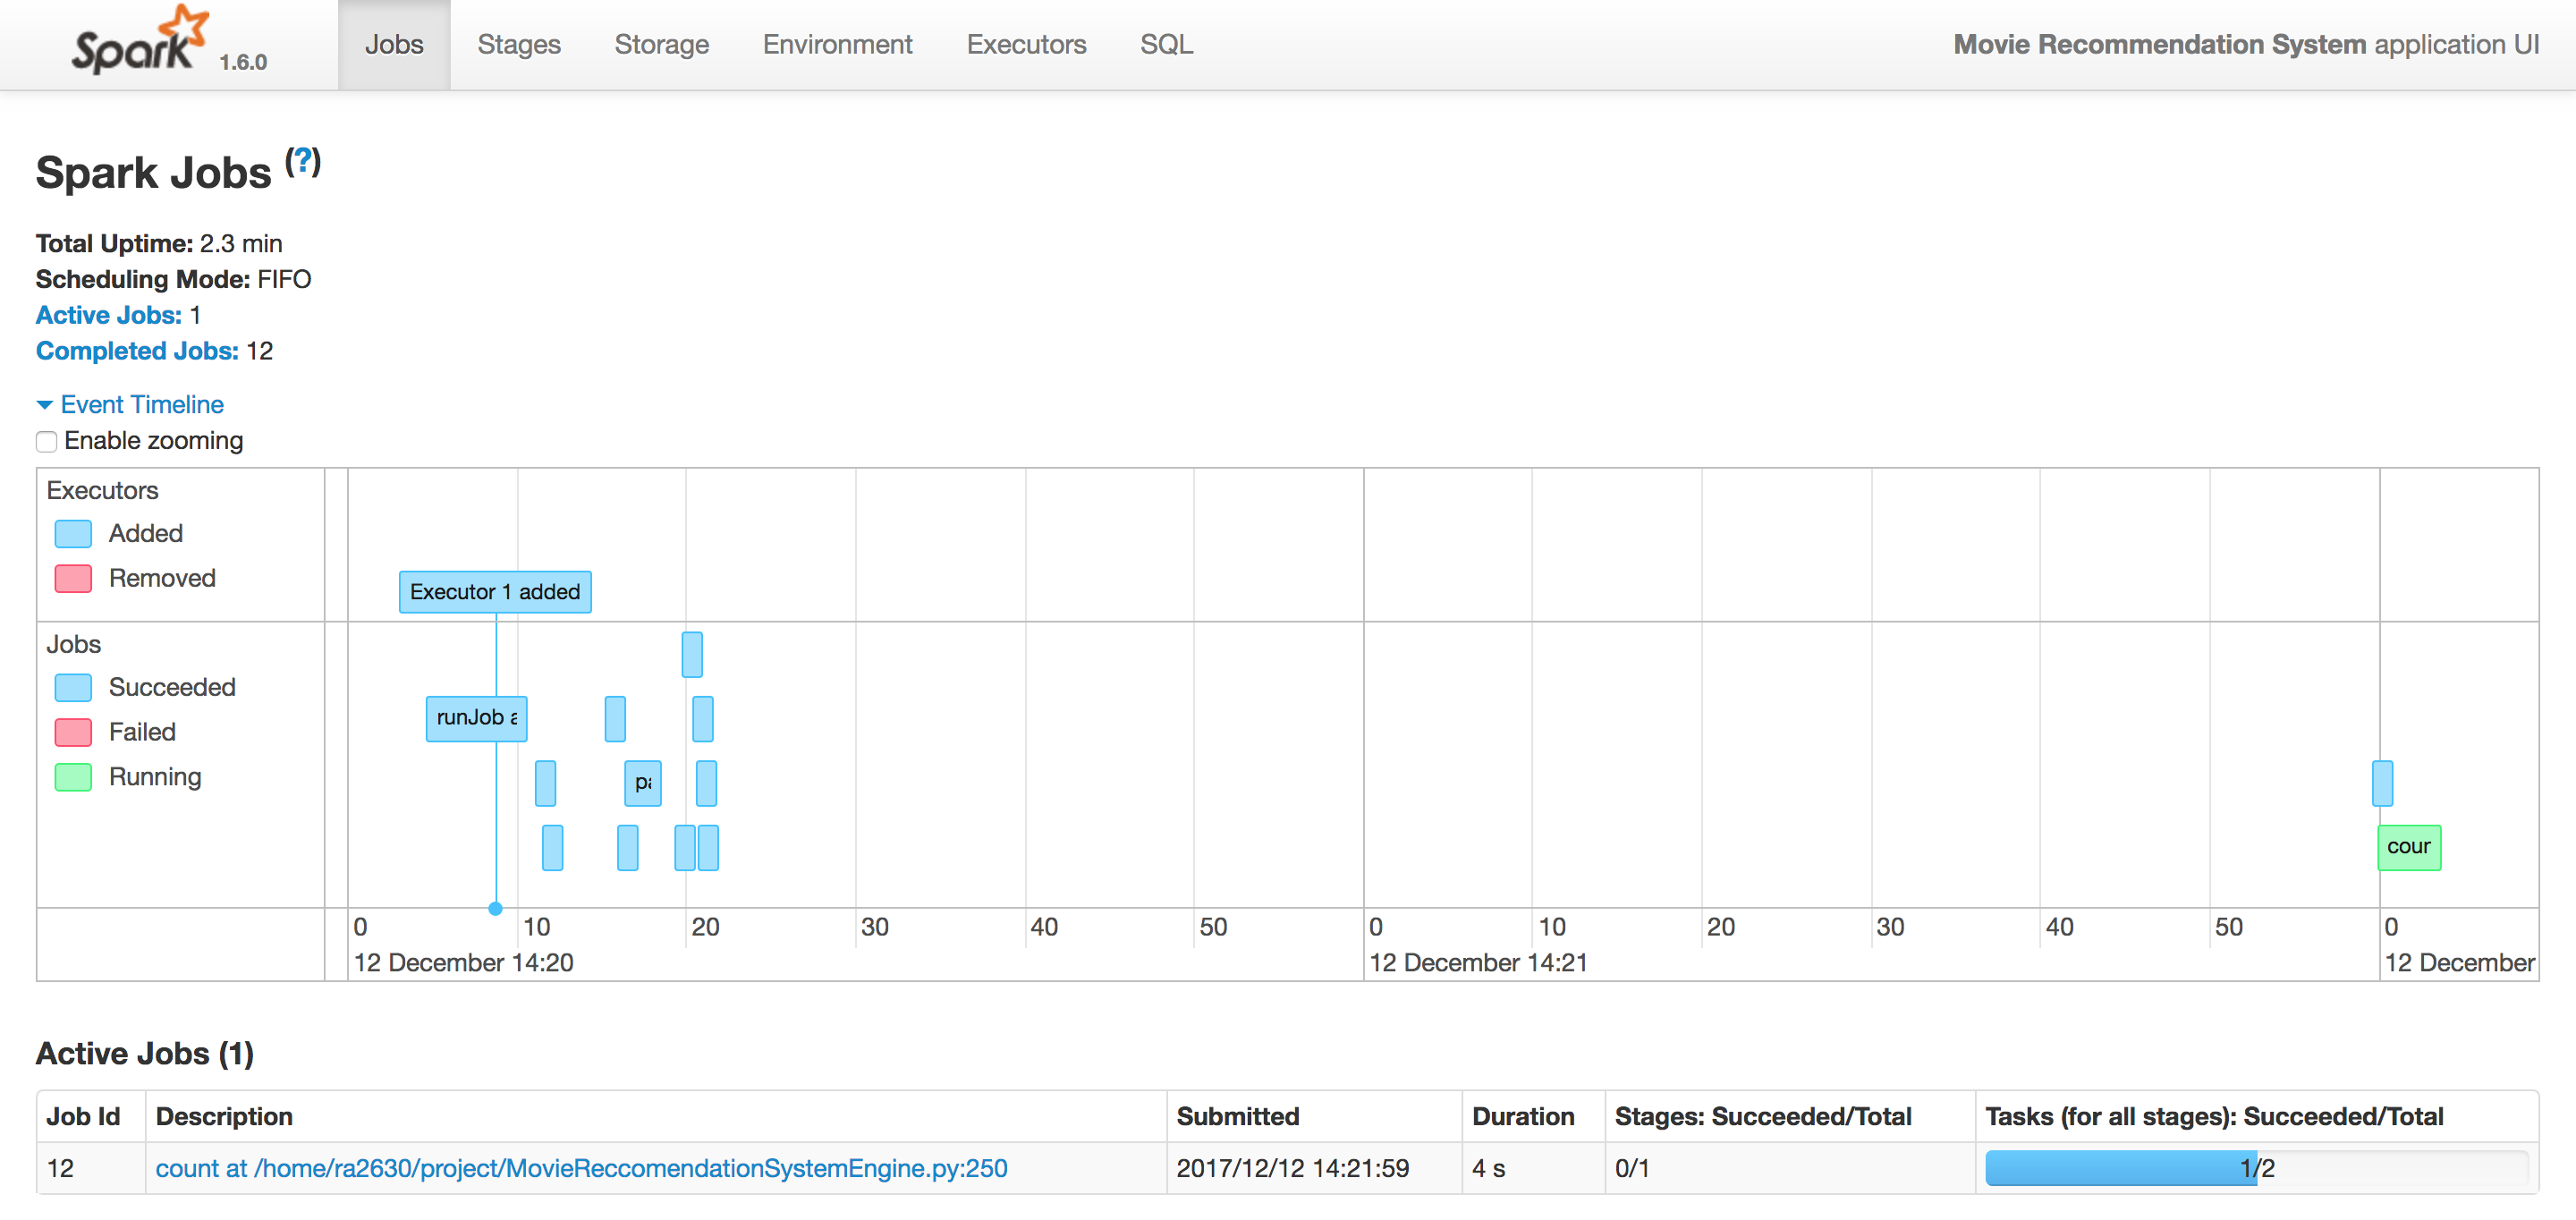 Spark 1.6.0 Jobs Stages Storage Environment Executors SQL Movie Recommendation System application UI
Spark Jobs (?)
Total Uptime: 2.3 min
Scheduling Mode: FIFO
Active Jobs: 1
Completed Jobs: 12
Event Timeline
Enable zooming
Executors
Added
Removed
Executor 1 added
Jobs
Succeeded
Failed
Running
runJob a
pa
cour
0 10 20 30 40 50 0 10 20 30 40 50 0
12 December 14:20 12 December 14:21 12 December
Active Jobs (1)
Job Id Description Submitted Duration Stages: Succeeded/Total Tasks (for all stages): Succeeded/Total
12 count at /home/ra2630/project/MovieReccomendationSystemEngine.py:250 2017/12/12 14:21:59 4 s 0/1 1/2